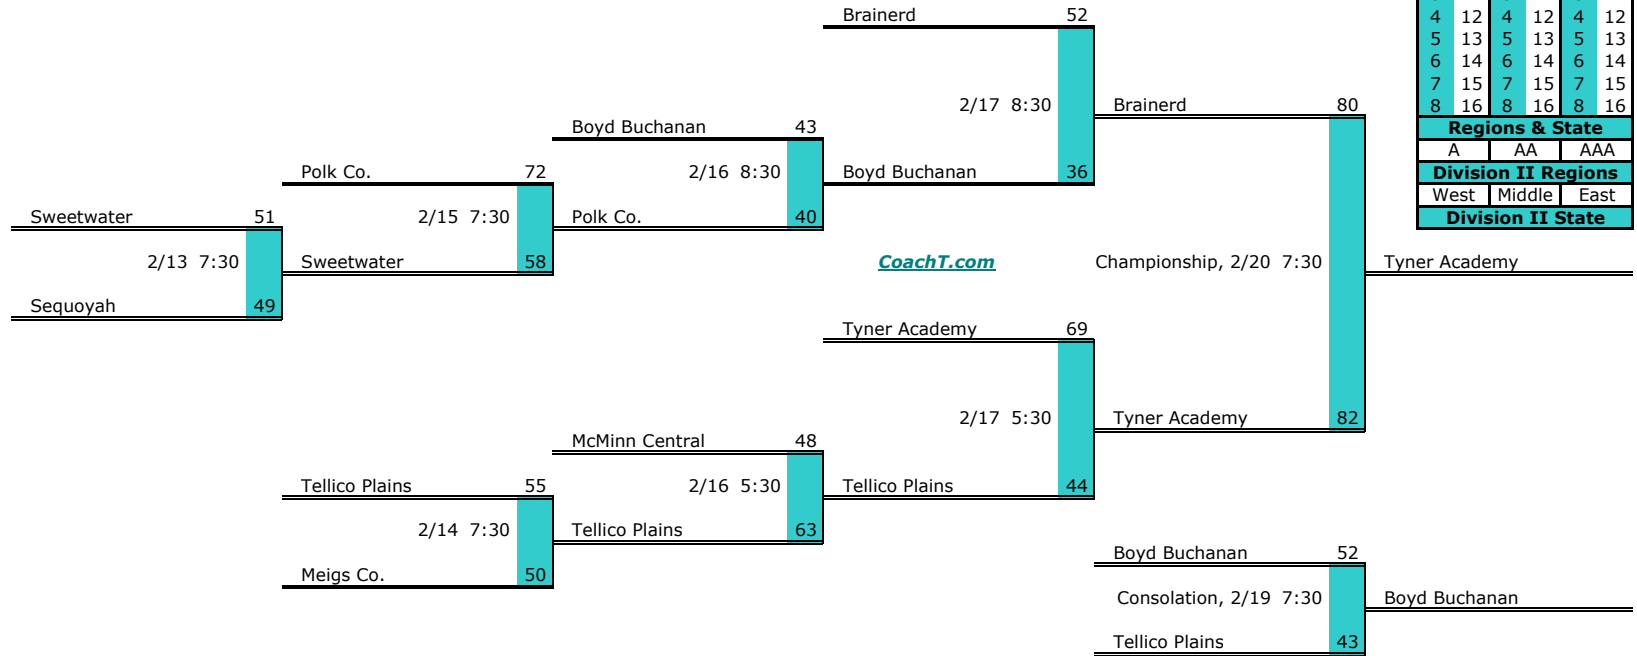 Brainerd 52
4 12 4 12 4 12
5 13 5 13 5 13
6 14 6 14 6 14
7 15 7 15 7 15
2/17 8:30 Brainerd 80
8 16 8 16 8 16
Boyd Buchanan 43
Regions & State
A AA AAA
Polk Co. 72
2/16 8:30
Boyd Buchanan 36
Division II Regions
West Middle East
Sweetwater 51
2/15 7:30
Polk Co. 40
Division II State
2/13 7:30
Sweetwater 58
CoachT.com
Championship, 2/20 7:30
Tyner Academy
Sequoyah 49
Tyner Academy 69
2/17 5:30
Tyner Academy 82
McMinn Central 48
Tellico Plains 55
2/16 5:30
Tellico Plains 44
2/14 7:30
Tellico Plains 63
Boyd Buchanan 52
Meigs Co. 50
Consolation, 2/19 7:30
Boyd Buchanan
Tellico Plains 43